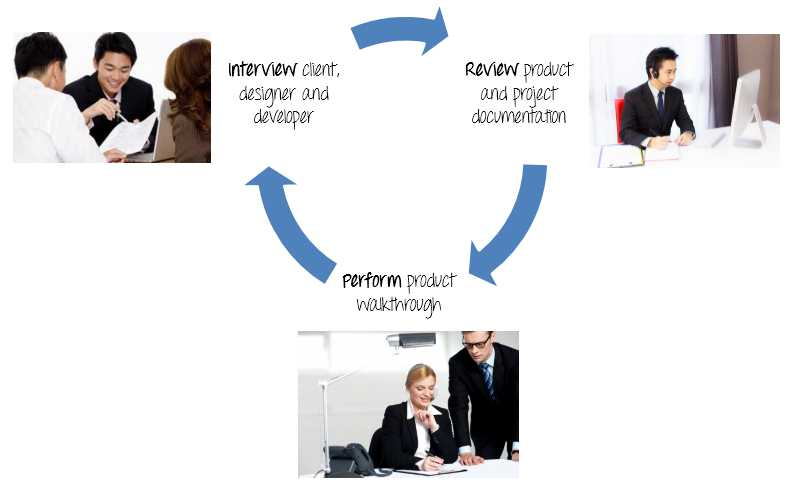 Interview client,
designer and
developer
Review product
and project
documentation
Perform product
walkthrough